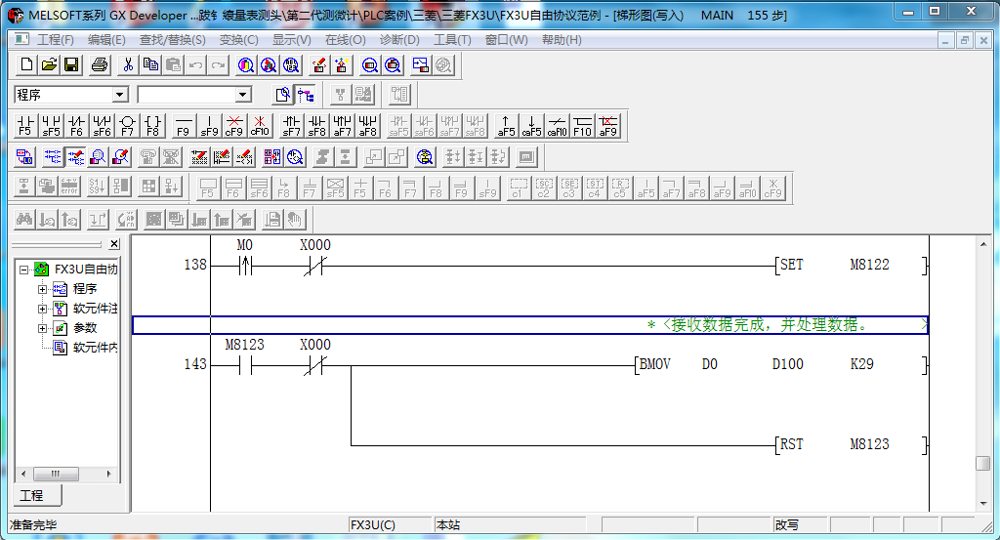 MELSOFT系列 GX Developer ...跛钅缋量表测头\第二代测微计\PLC案例\三菱\三菱FX3U\FX3U自由协议范例 - [梯形图(写入) MAIN 155 步]
工程(F) 编辑(E) 查找/替换(S) 变换(C) 显示(V) 在线(O) 诊断(D) 工具(T) 窗口(W) 帮助(H)
程序
F5 sF5 F6 sF6 F7 F8 F9 sF9 cF9 cF10 sF7 sF8 aF7 aF8 saF5 saF6 saF7 saF8 aF5 caF5 caF10 F10 aF9
F5 F6 sF6 F8 F7 sF5 F5 F6 F7 F8 F9 sF9 c1 c2 c3 c4 c5 aF5 aF7 aF8 aF9 aF10 cF9
FX3U自由协
程序
软元件注
参数
软元件内
工程
M0 X000
138 SET M8122
* <接收数据完成，并处理数据。 >
M8123 X000
143 BMOV D0 D100 K29
RST M8123
准备完毕 FX3U(C) 本站 改写